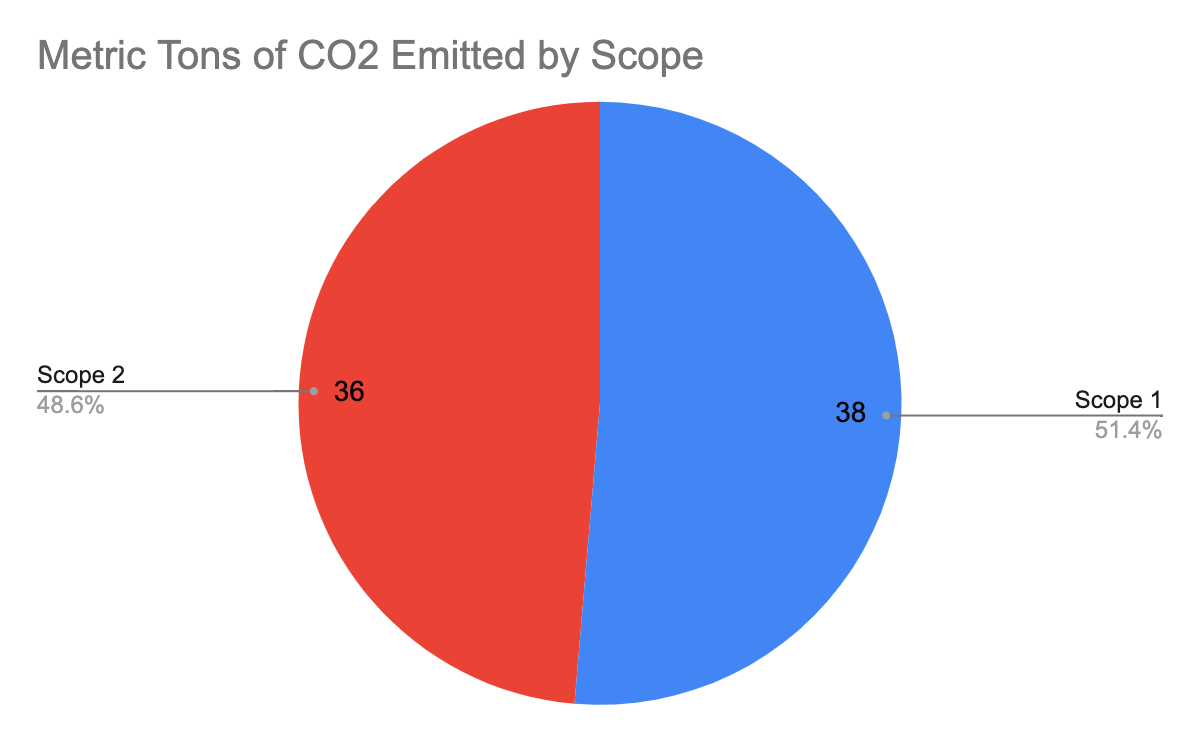 Metric Tons of CO2 Emitted by Scope
Scope 2
48.6%
36
38
Scope 1
51.4%